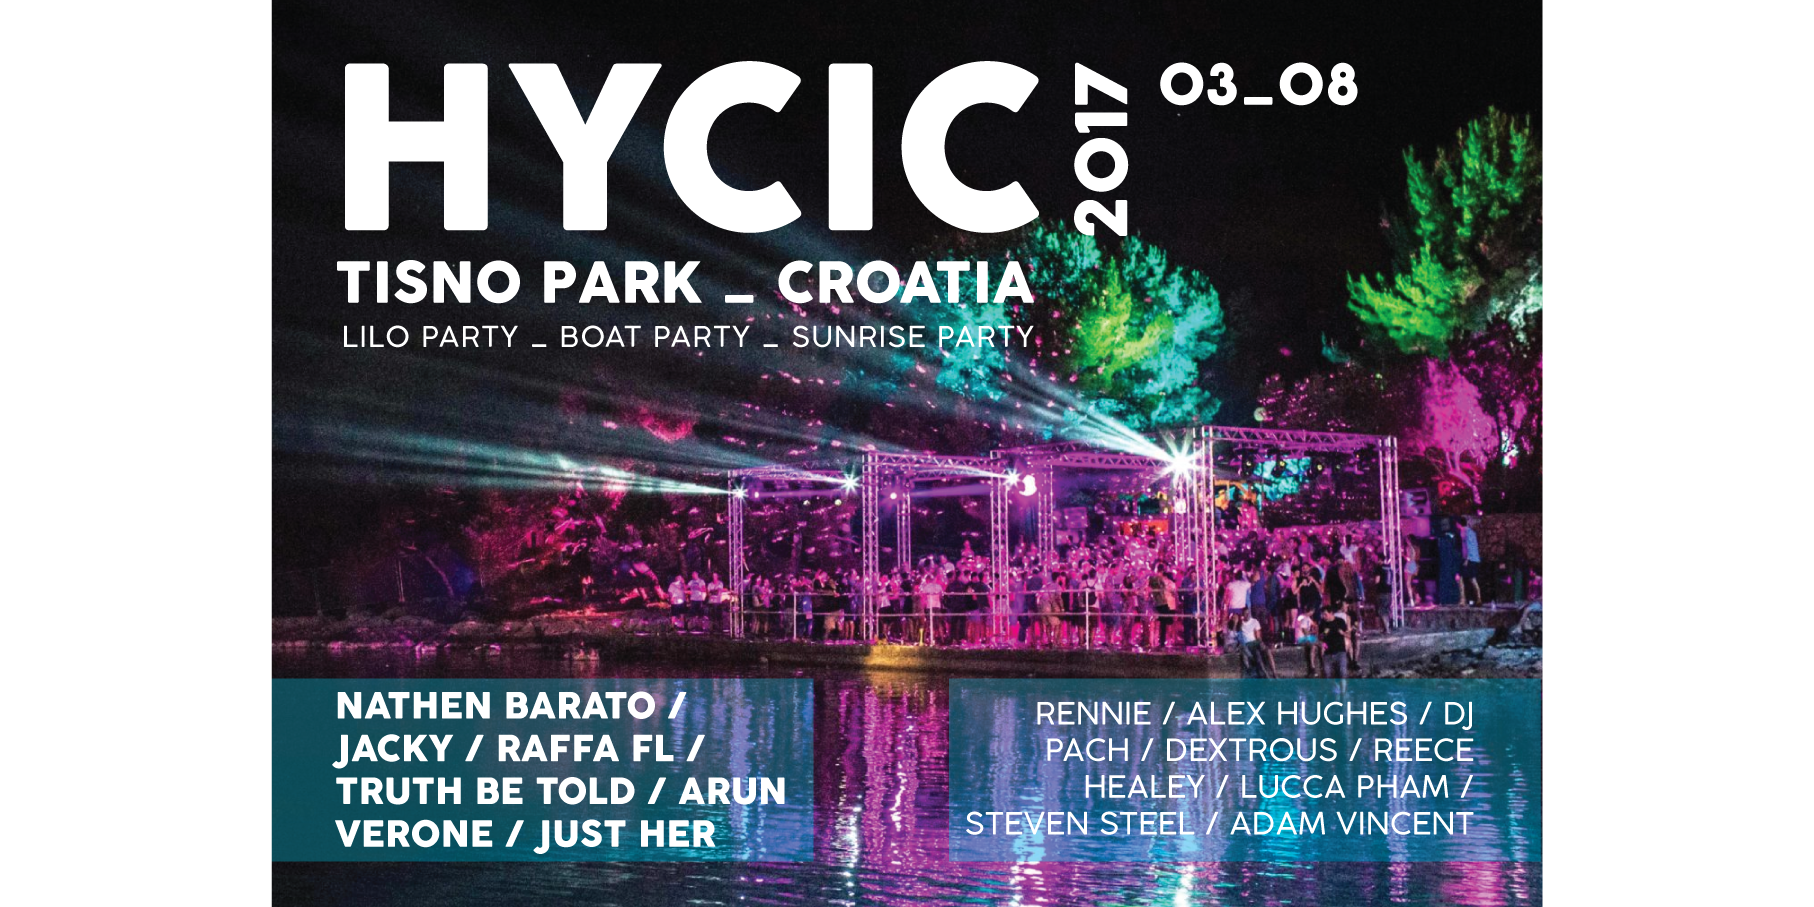 HYCIC
2017
03_08
TISNO PARK _ CROATIA
LILO PARTY _ BOAT PARTY _ SUNRISE PARTY
NATHEN BARATO /
JACKY / RAFFA FL /
TRUTH BE TOLD / ARUN
VERONE / JUST HER
RENNIE / ALEX HUGHES / DJ
PACH / DEXTROUS / REECE
HEALEY / LUCCA PHAM /
STEVEN STEEL / ADAM VINCENT